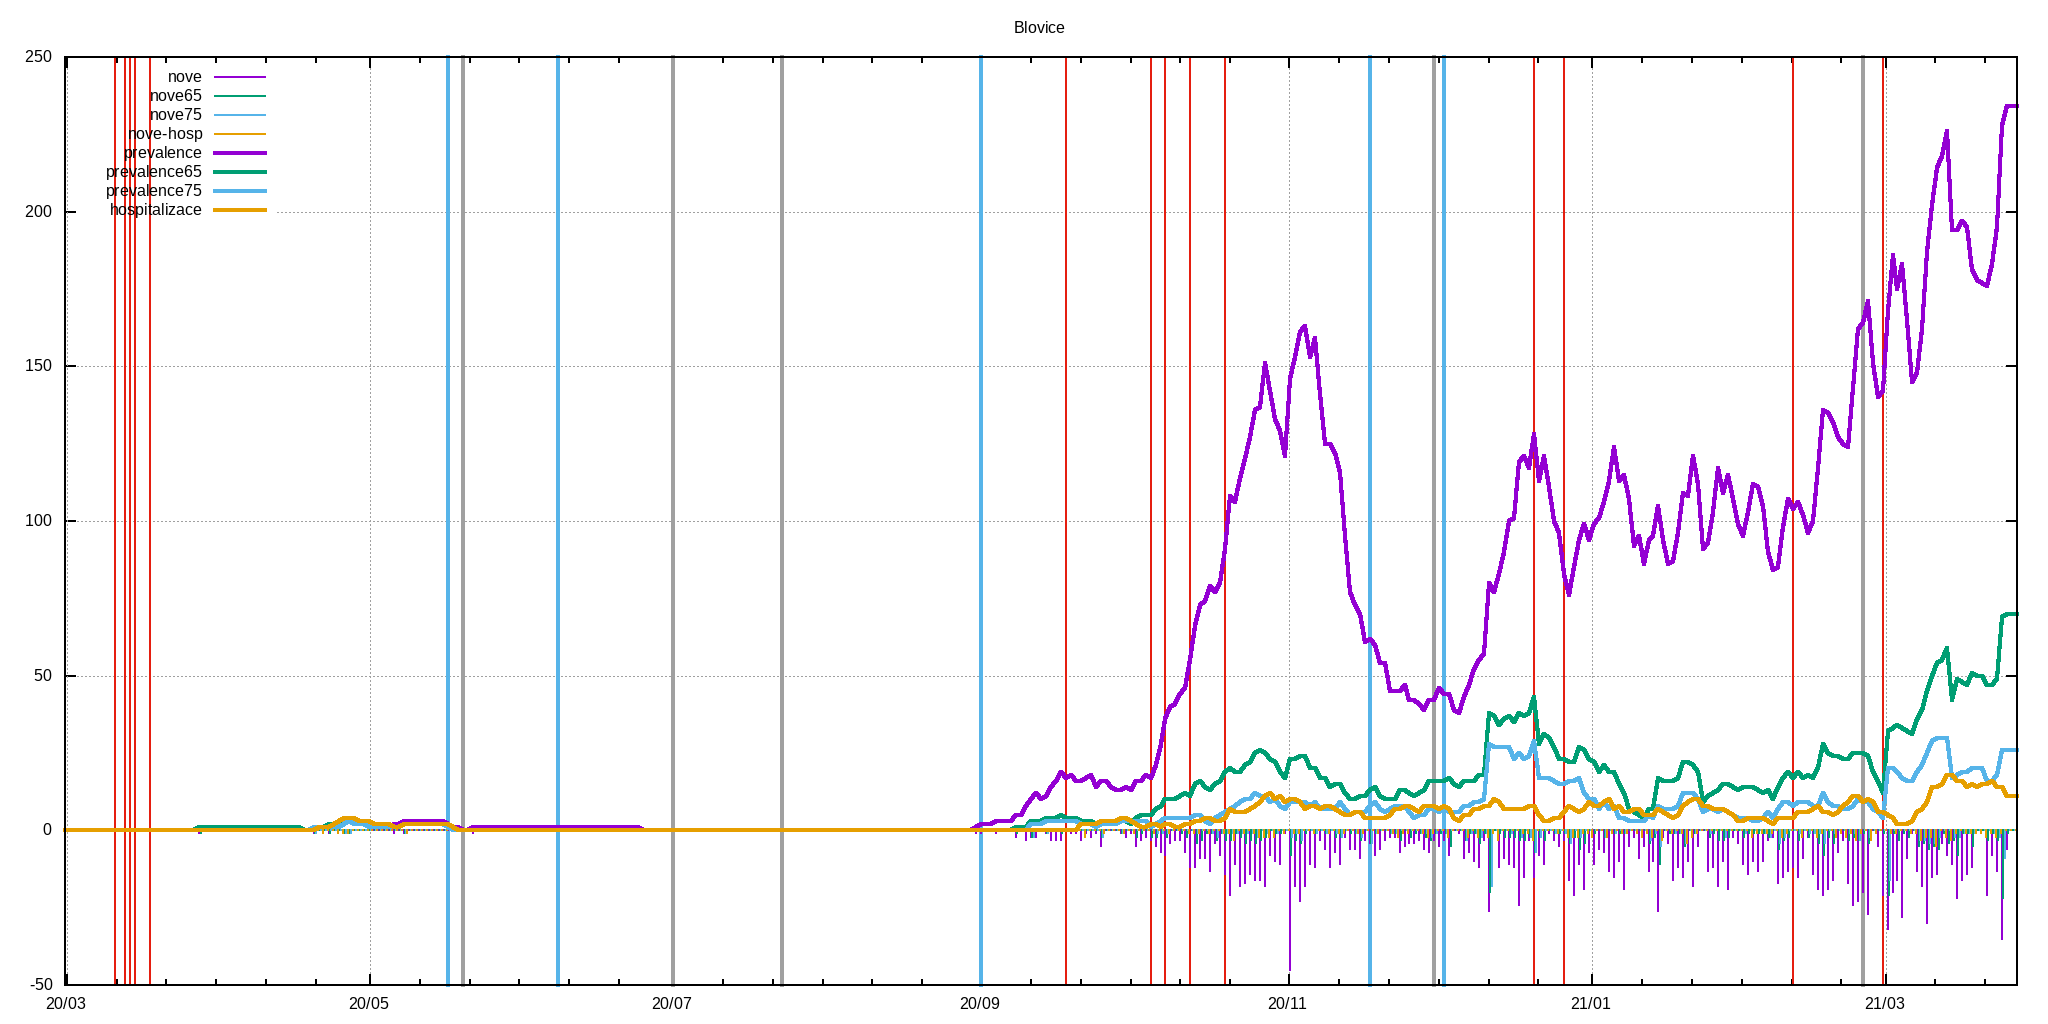 Blovice
250
200
150
100
50
0
-50
nove
nove65
nove75
nove-hosp
prevalence
prevalence65
prevalence75
hospitalizace
20/03
20/05
20/07
20/09
20/11
21/01
21/03